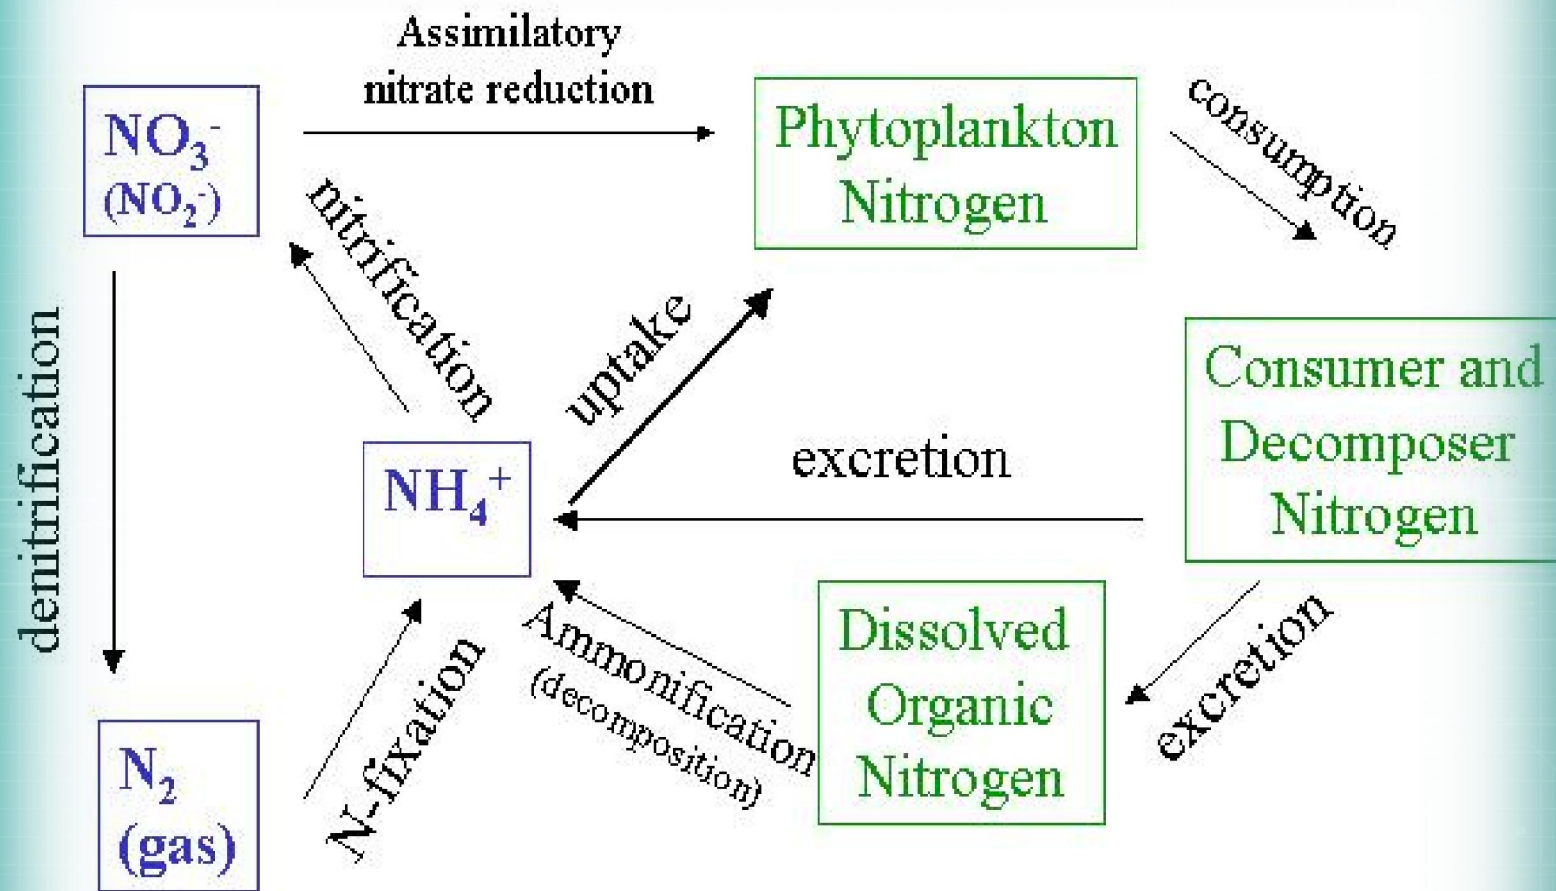 Assimilatory
nitrate reduction
NO₃⁻
(NO₂⁻)
Phytoplankton
Nitrogen
consumption
nitrification
uptake
denitrification
Consumer and
Decomposer
Nitrogen
excretion
NH₄⁺
Dissolved
Organic
Nitrogen
Ammonification
(decomposition)
excretion
N-fixation
N₂
(gas)